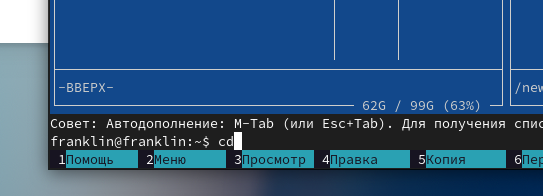 -ВВЕРХ-
/new
62G / 99G (63%)
Совет: Автодополнение: M-Tab (или Esc+Tab). Для получения спис
franklin@franklin:~$ cd
1Помощь 2Меню 3Просмотр 4Правка 5Копия 6Пер